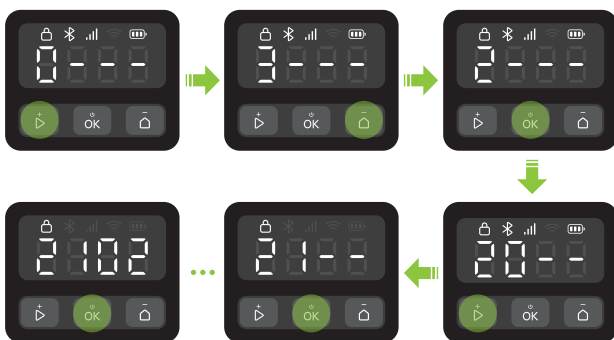 0---
+ OK −
3---
+ OK −
2---
+ OK −
20--
+ OK −
21--
+ OK −
2102
+ OK −